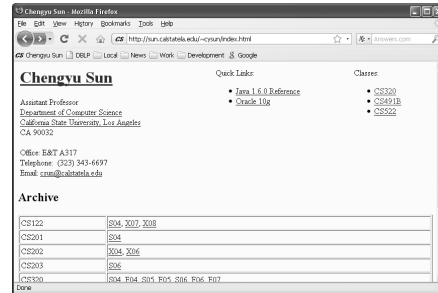 Chengyu Sun - Mozilla Firefox
File Edit View History Bookmarks Tools Help
CS http://sun.calstatela.edu/~cysun/index.html
Answers.com
CS Chengyu Sun DBLP Local News Work Development Google
Chengyu Sun
Assistant Professor
Department of Computer Science
California State University, Los Angeles
CA 90032
Office: E&T A317
Telephone: (323) 343-6697
Email: csun@calstatela.edu
Quick Links:
Java 1.6.0 Reference
Oracle 10g
Classes:
CS320
CS491B
CS522
Archive
CS122 S04, X07, X08
CS201 S04
CS202 X04, X06
CS203 S06
CS320 S04, F04, S05, F05, S06, F06, F07
Done